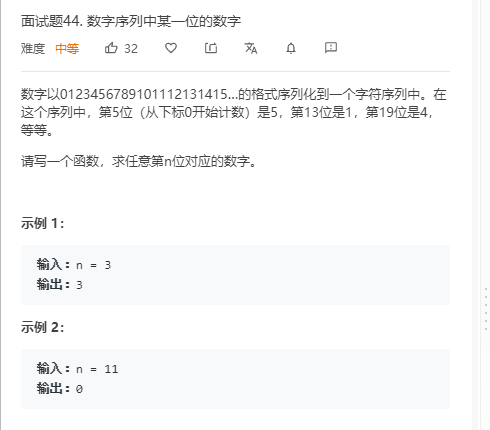 面试题44. 数字序列中某一位的数字
难度 中等 32
数字以0123456789101112131415…的格式序列化到一个字符序列中。在
这个序列中，第5位（从下标0开始计数）是5，第13位是1，第19位是4，
等等。
请写一个函数，求任意第n位对应的数字。
示例 1：
输入：n = 3
输出：3
示例 2：
输入：n = 11
输出：0